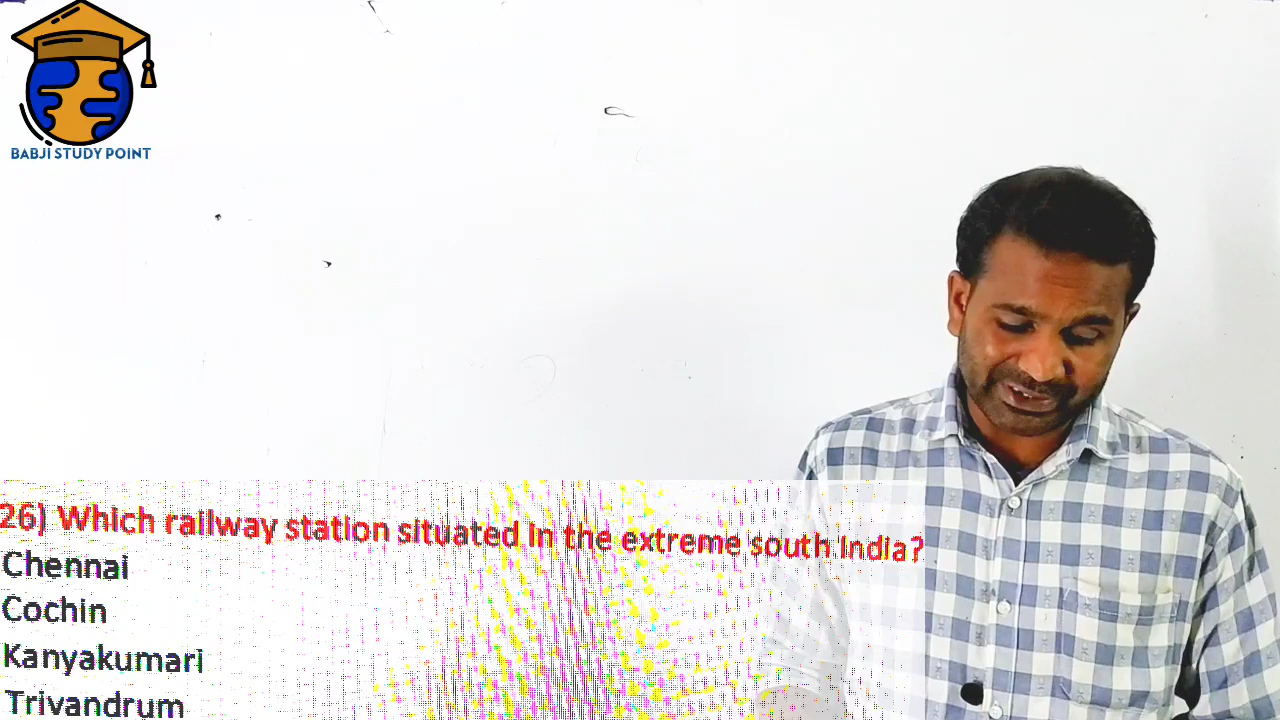 BABJI STUDY POINT
26) Which railway station situated in the extreme south India?
Chennai
Cochin
Kanyakumari
Trivandrum